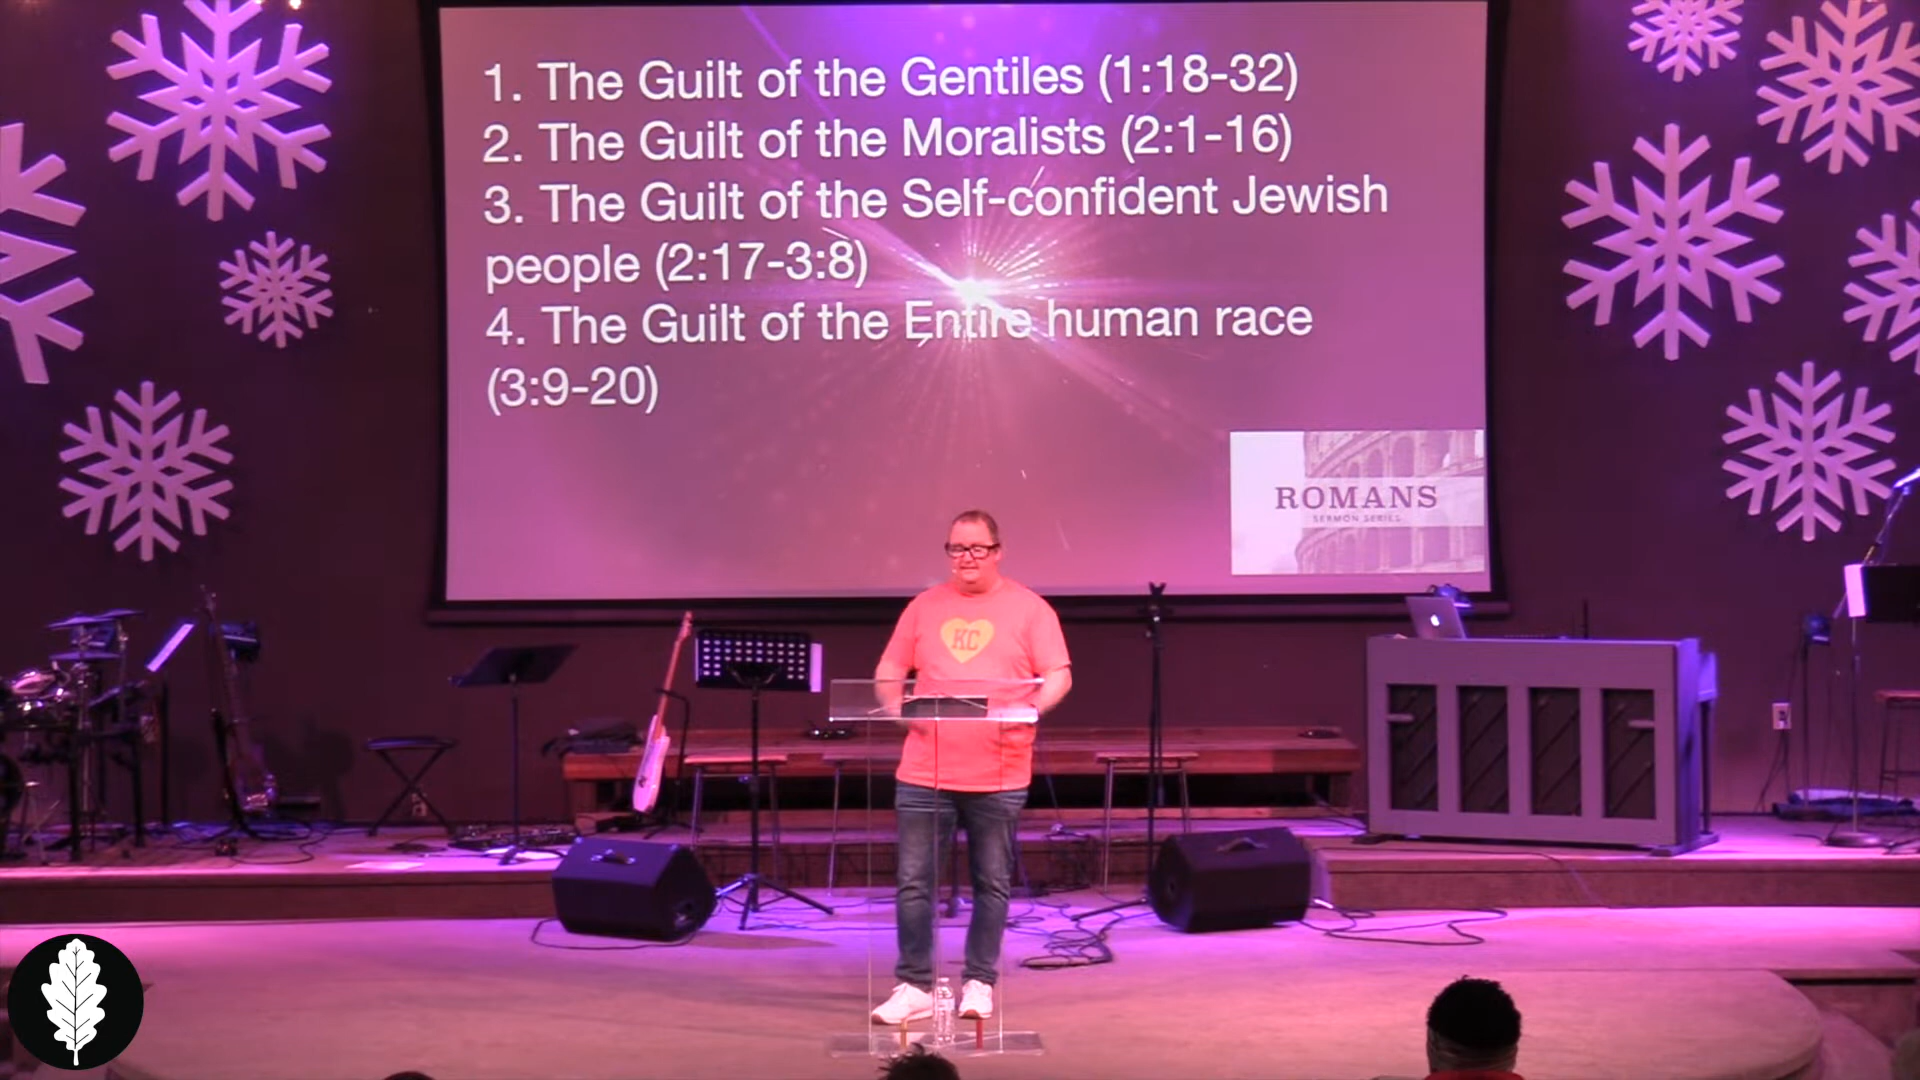 1. The Guilt of the Gentiles (1:18-32)
2. The Guilt of the Moralists (2:1-16)
3. The Guilt of the Self-confident Jewish
people (2:17-3:8)
4. The Guilt of the Entire human race
(3:9-20)
ROMANS
SERMON SERIES
KC